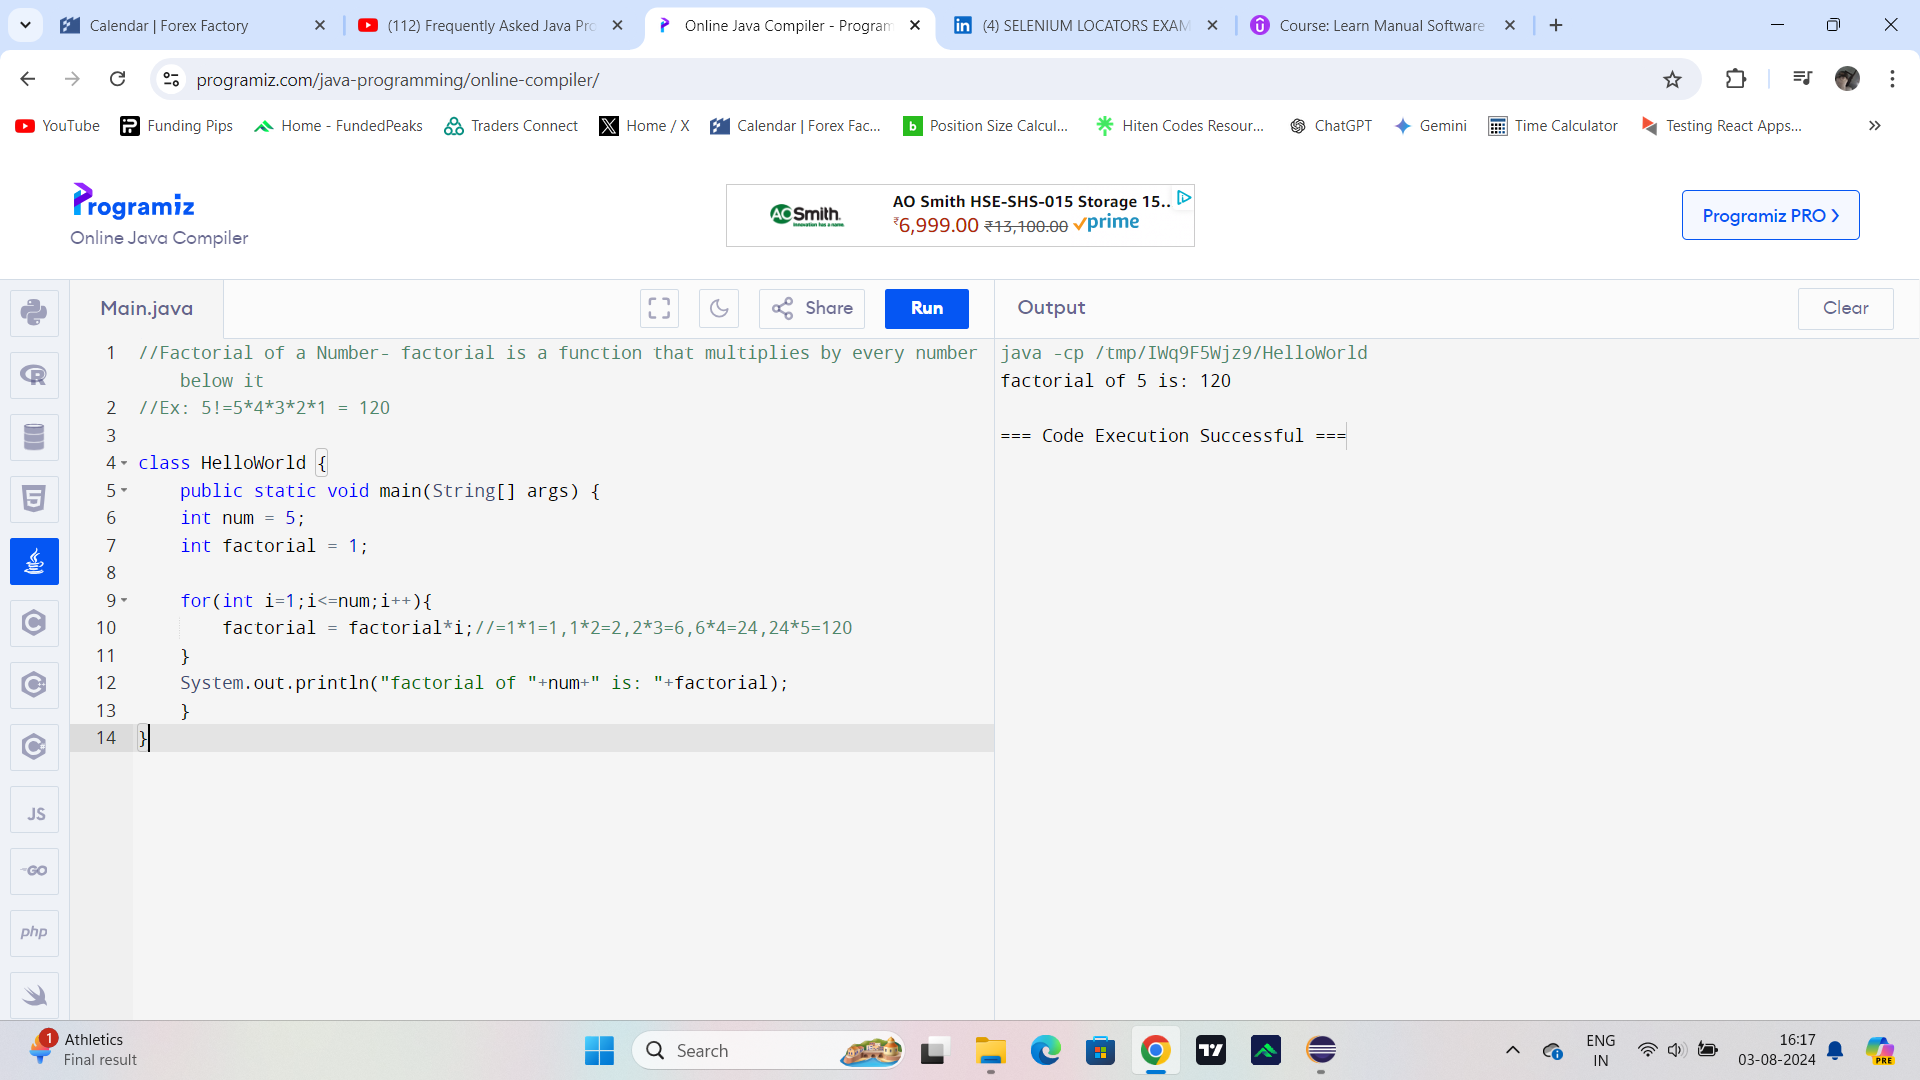 Calendar | Forex Factory
(112) Frequently Asked Java Pro
Online Java Compiler - Program
(4) SELENIUM LOCATORS EXAM
Course: Learn Manual Software
programiz.com/java-programming/online-compiler/
YouTube
Funding Pips
Home - FundedPeaks
Traders Connect
Home / X
Calendar | Forex Fac...
Position Size Calcul...
Hiten Codes Resour...
ChatGPT
Gemini
Time Calculator
Testing React Apps...
Programiz
Online Java Compiler
AO Smith
AO Smith HSE-SHS-015 Storage 15...
₹6,999.00 ₹13,100.00 prime
Programiz PRO
Main.java
Share
Run
Output
Clear
1 //Factorial of a Number- factorial is a function that multiplies by every number
below it
2 //Ex: 5!=5*4*3*2*1 = 120
3
4 class HelloWorld {
5 public static void main(String[] args) {
6 int num = 5;
7 int factorial = 1;
8
9 for(int i=1;i<=num;i++){
10 factorial = factorial*i;//=1*1=1,1*2=2,2*3=6,6*4=24,24*5=120
11 }
12 System.out.println("factorial of "+num+" is: "+factorial);
13 }
14 }
java -cp /tmp/IWq9F5Wjz9/HelloWorld
factorial of 5 is: 120
=== Code Execution Successful ===
R
5
C
C
C
JS
GO
php
1
Athletics
Final result
Search
ENG
IN
16:17
03-08-2024
PRE